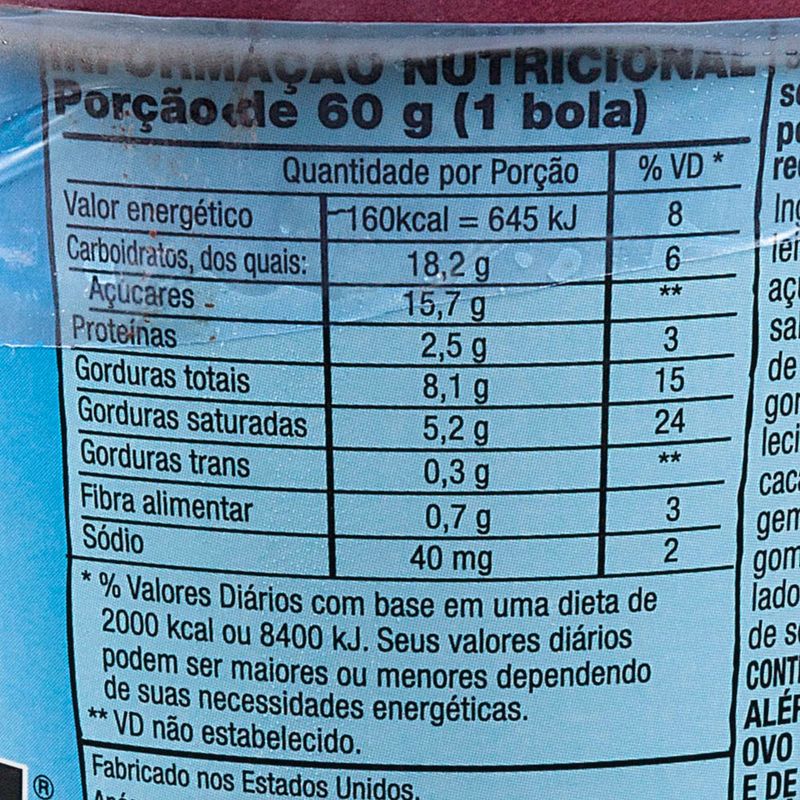 INFORMAÇÃO NUTRICIONAL
Porção de 60 g (1 bola)
Quantidade por Porção % VD *
Valor energético 160kcal = 645 kJ 8
Carboidratos, dos quais: 18,2 g 6
Açúcares 15,7 g **
Proteínas 2,5 g 3
Gorduras totais 8,1 g 15
Gorduras saturadas 5,2 g 24
Gorduras trans 0,3 g **
Fibra alimentar 0,7 g 3
Sódio 40 mg 2
* % Valores Diários com base em uma dieta de
2000 kcal ou 8400 kJ. Seus valores diários
podem ser maiores ou menores dependendo
de suas necessidades energéticas.
** VD não estabelecido.
Fabricado nos Estados Unidos.
®
de
OVO
E DE